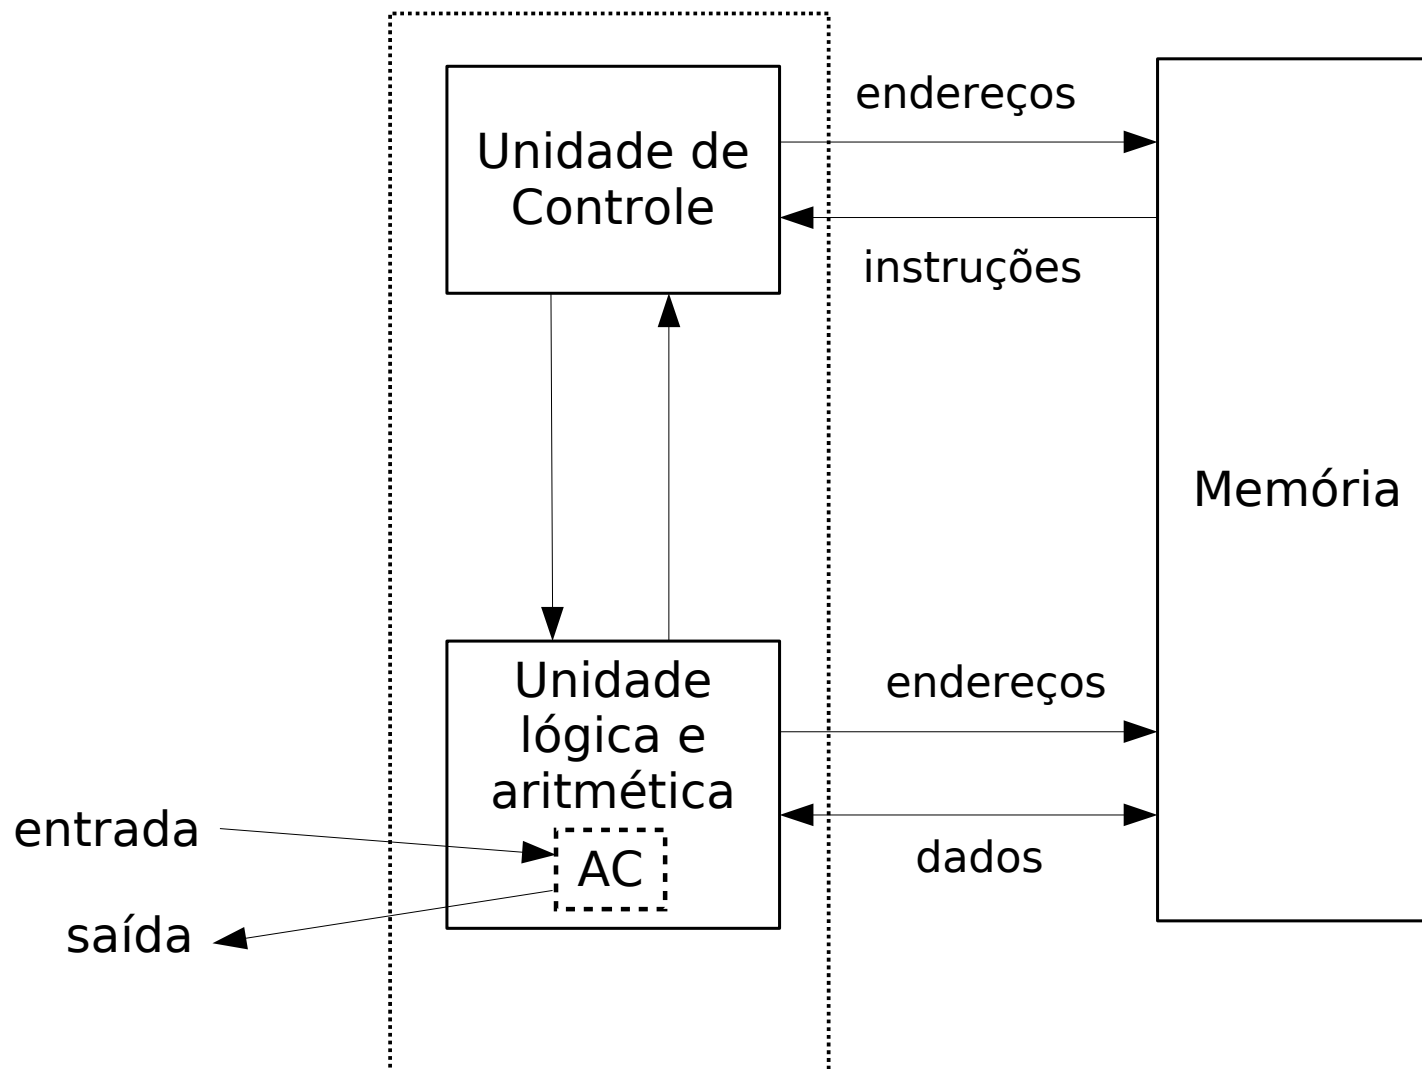 endereços
Unidade de
Controle
instruções
Memória
Unidade
lógica e
aritmética
endereços
entrada
AC
dados
saída